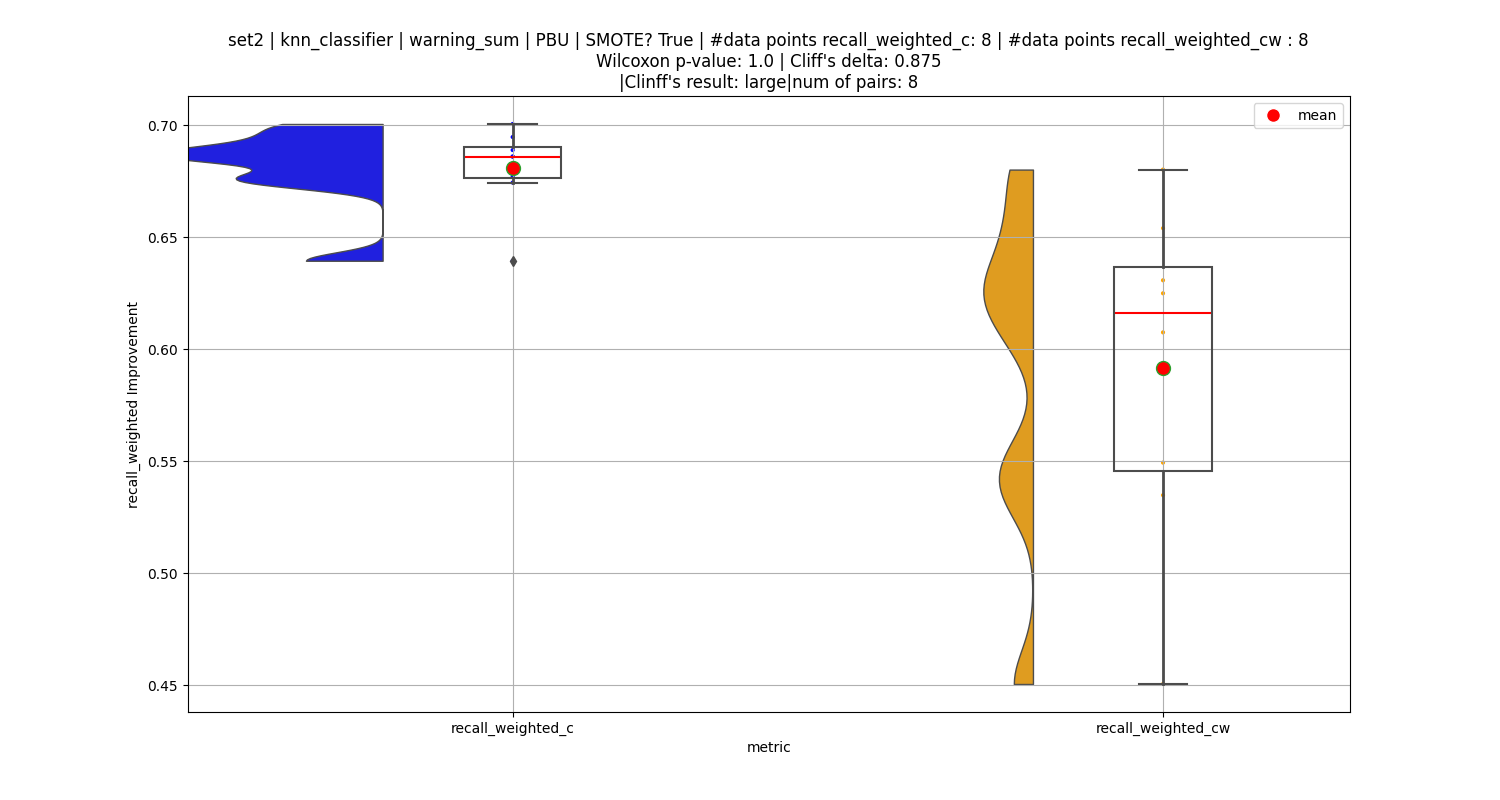 set2 | knn_classifier | warning_sum | PBU | SMOTE? True | #data points recall_weighted_c: 8 | #data points recall_weighted_cw : 8
Wilcoxon p-value: 1.0 | Cliff's delta: 0.875
|Clinff's result: large|num of pairs: 8
mean
0.70
0.65
0.60
0.55
0.50
0.45
recall_weighted Improvement
recall_weighted_c
recall_weighted_cw
metric